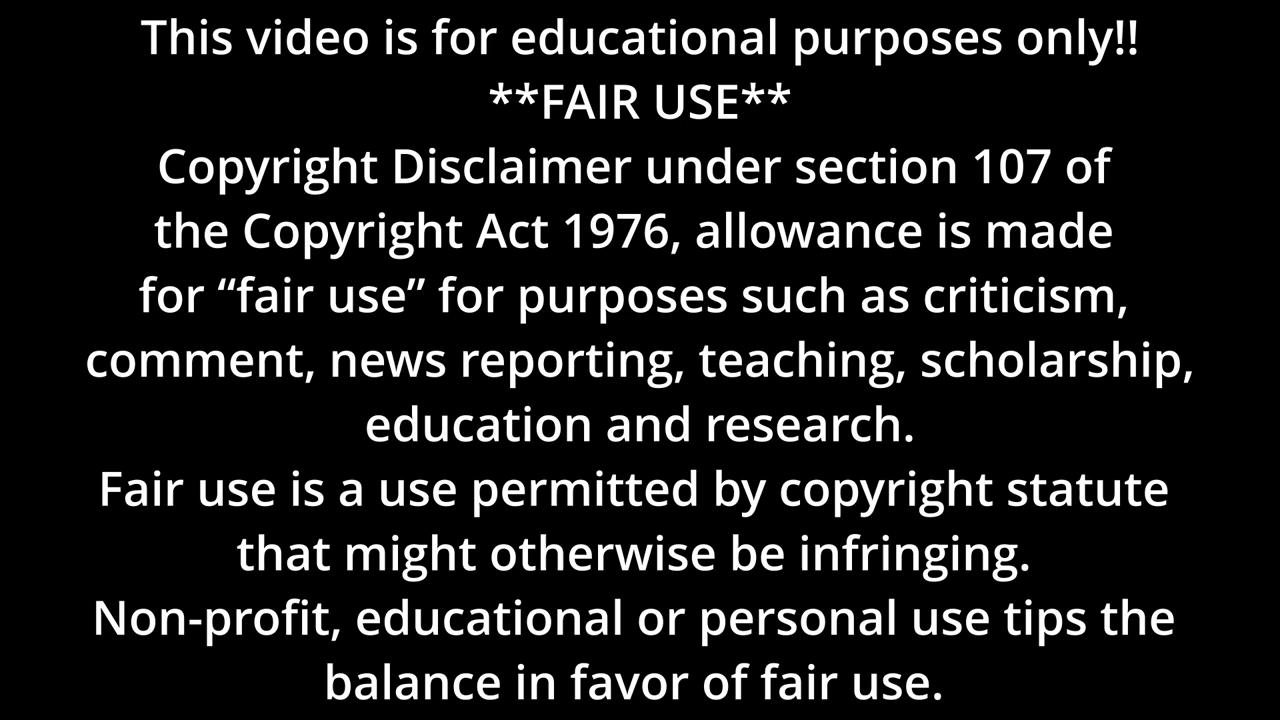 This video is for educational purposes only!!
**FAIR USE**
Copyright Disclaimer under section 107 of
the Copyright Act 1976, allowance is made
for “fair use” for purposes such as criticism,
comment, news reporting, teaching, scholarship,
education and research.
Fair use is a use permitted by copyright statute
that might otherwise be infringing.
Non-profit, educational or personal use tips the
balance in favor of fair use.